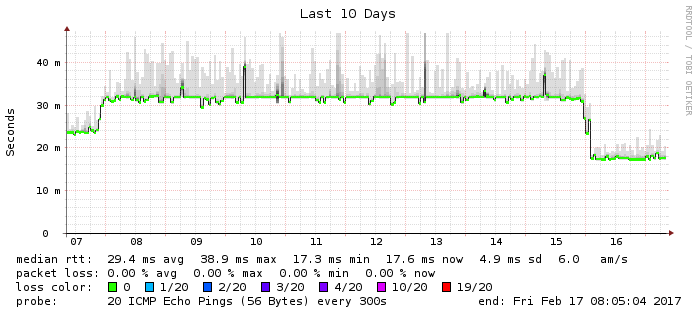 Last 10 Days
RRDTOOL / TOBI OETIKER
Seconds
40 m
30 m
20 m
10 m
0
07 08 09 10 11 12 13 14 15 16
median rtt: 29.4 ms avg 38.9 ms max 17.3 ms min 17.6 ms now 4.9 ms sd 6.0 am/s
packet loss: 0.00 % avg 0.00 % max 0.00 % min 0.00 % now
loss color: 0 1/20 2/20 3/20 4/20 10/20 19/20
probe: 20 ICMP Echo Pings (56 Bytes) every 300s end: Fri Feb 17 08:05:04 2017